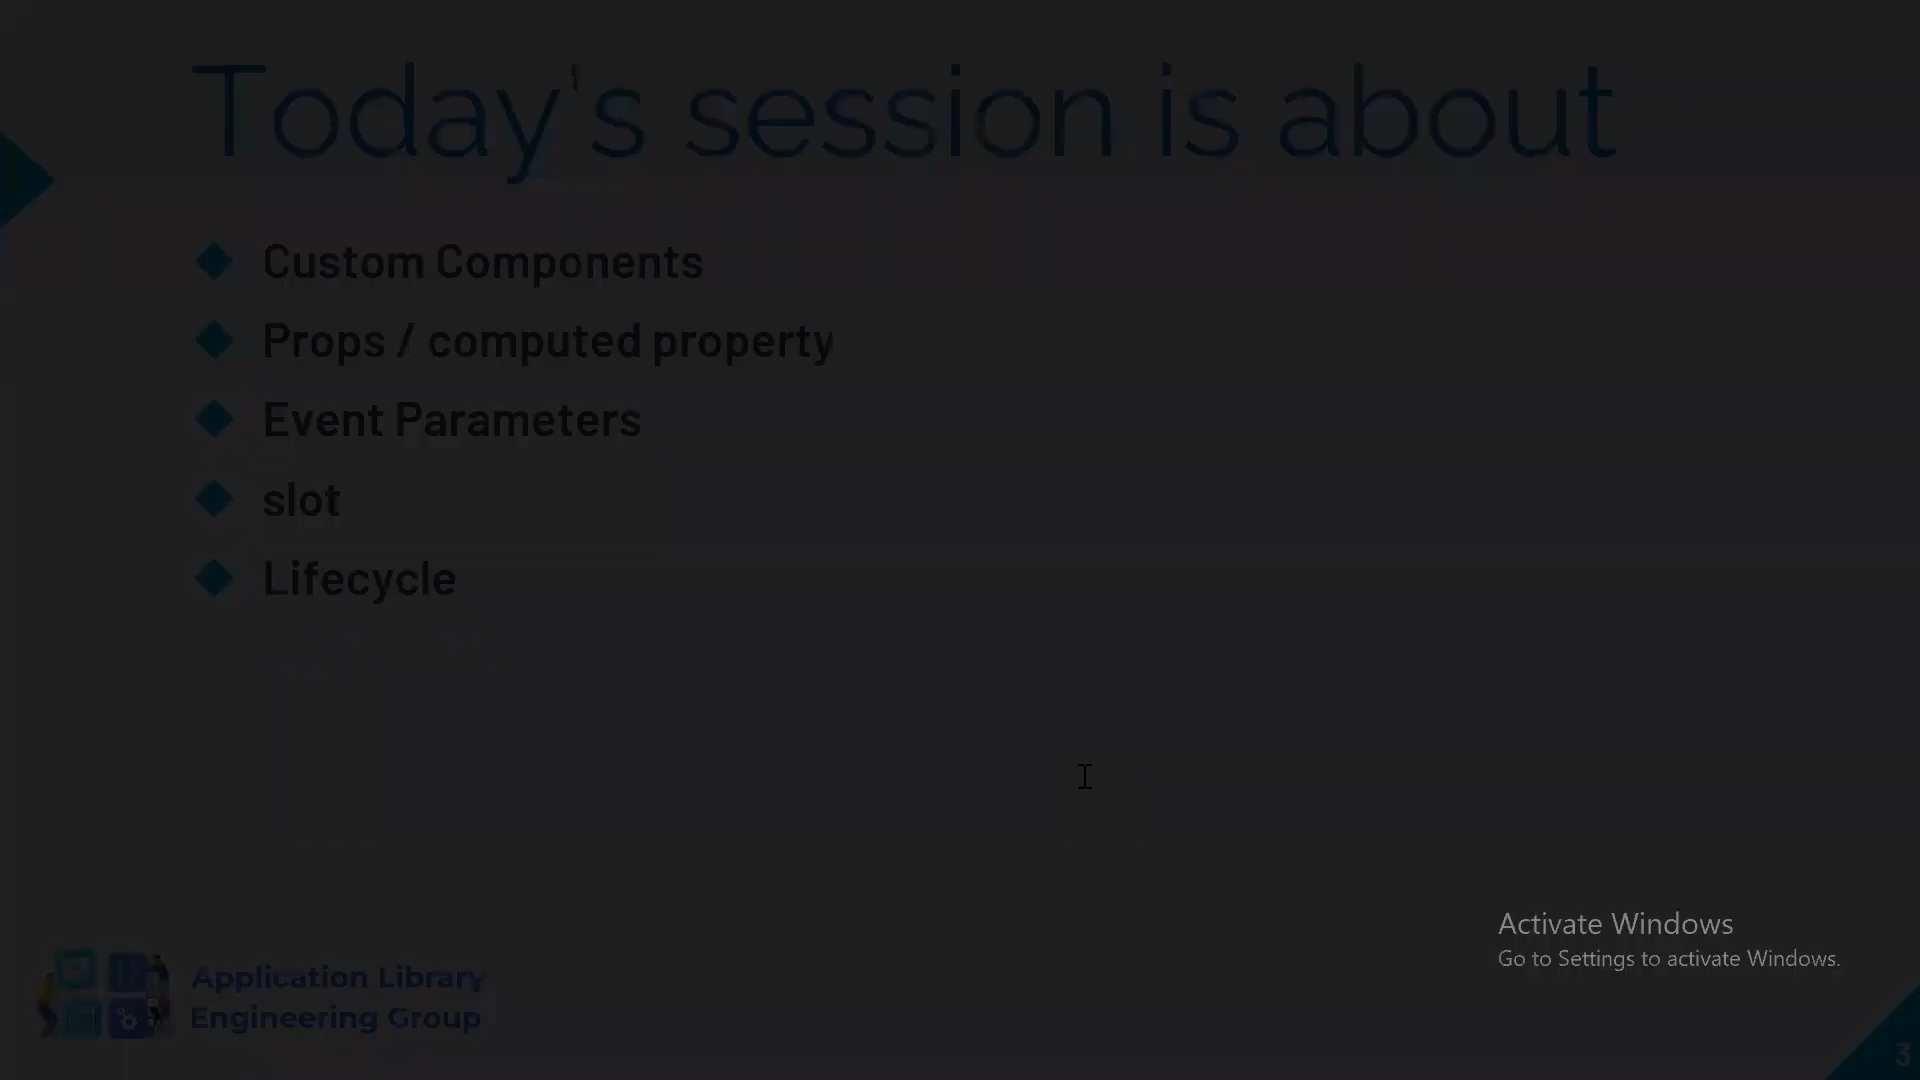 Today's session is about
Custom Components
Props / computed property
Event Parameters
slot
Lifecycle
Activate Windows
Go to Settings to activate Windows.
Application Library
Engineering Group
3